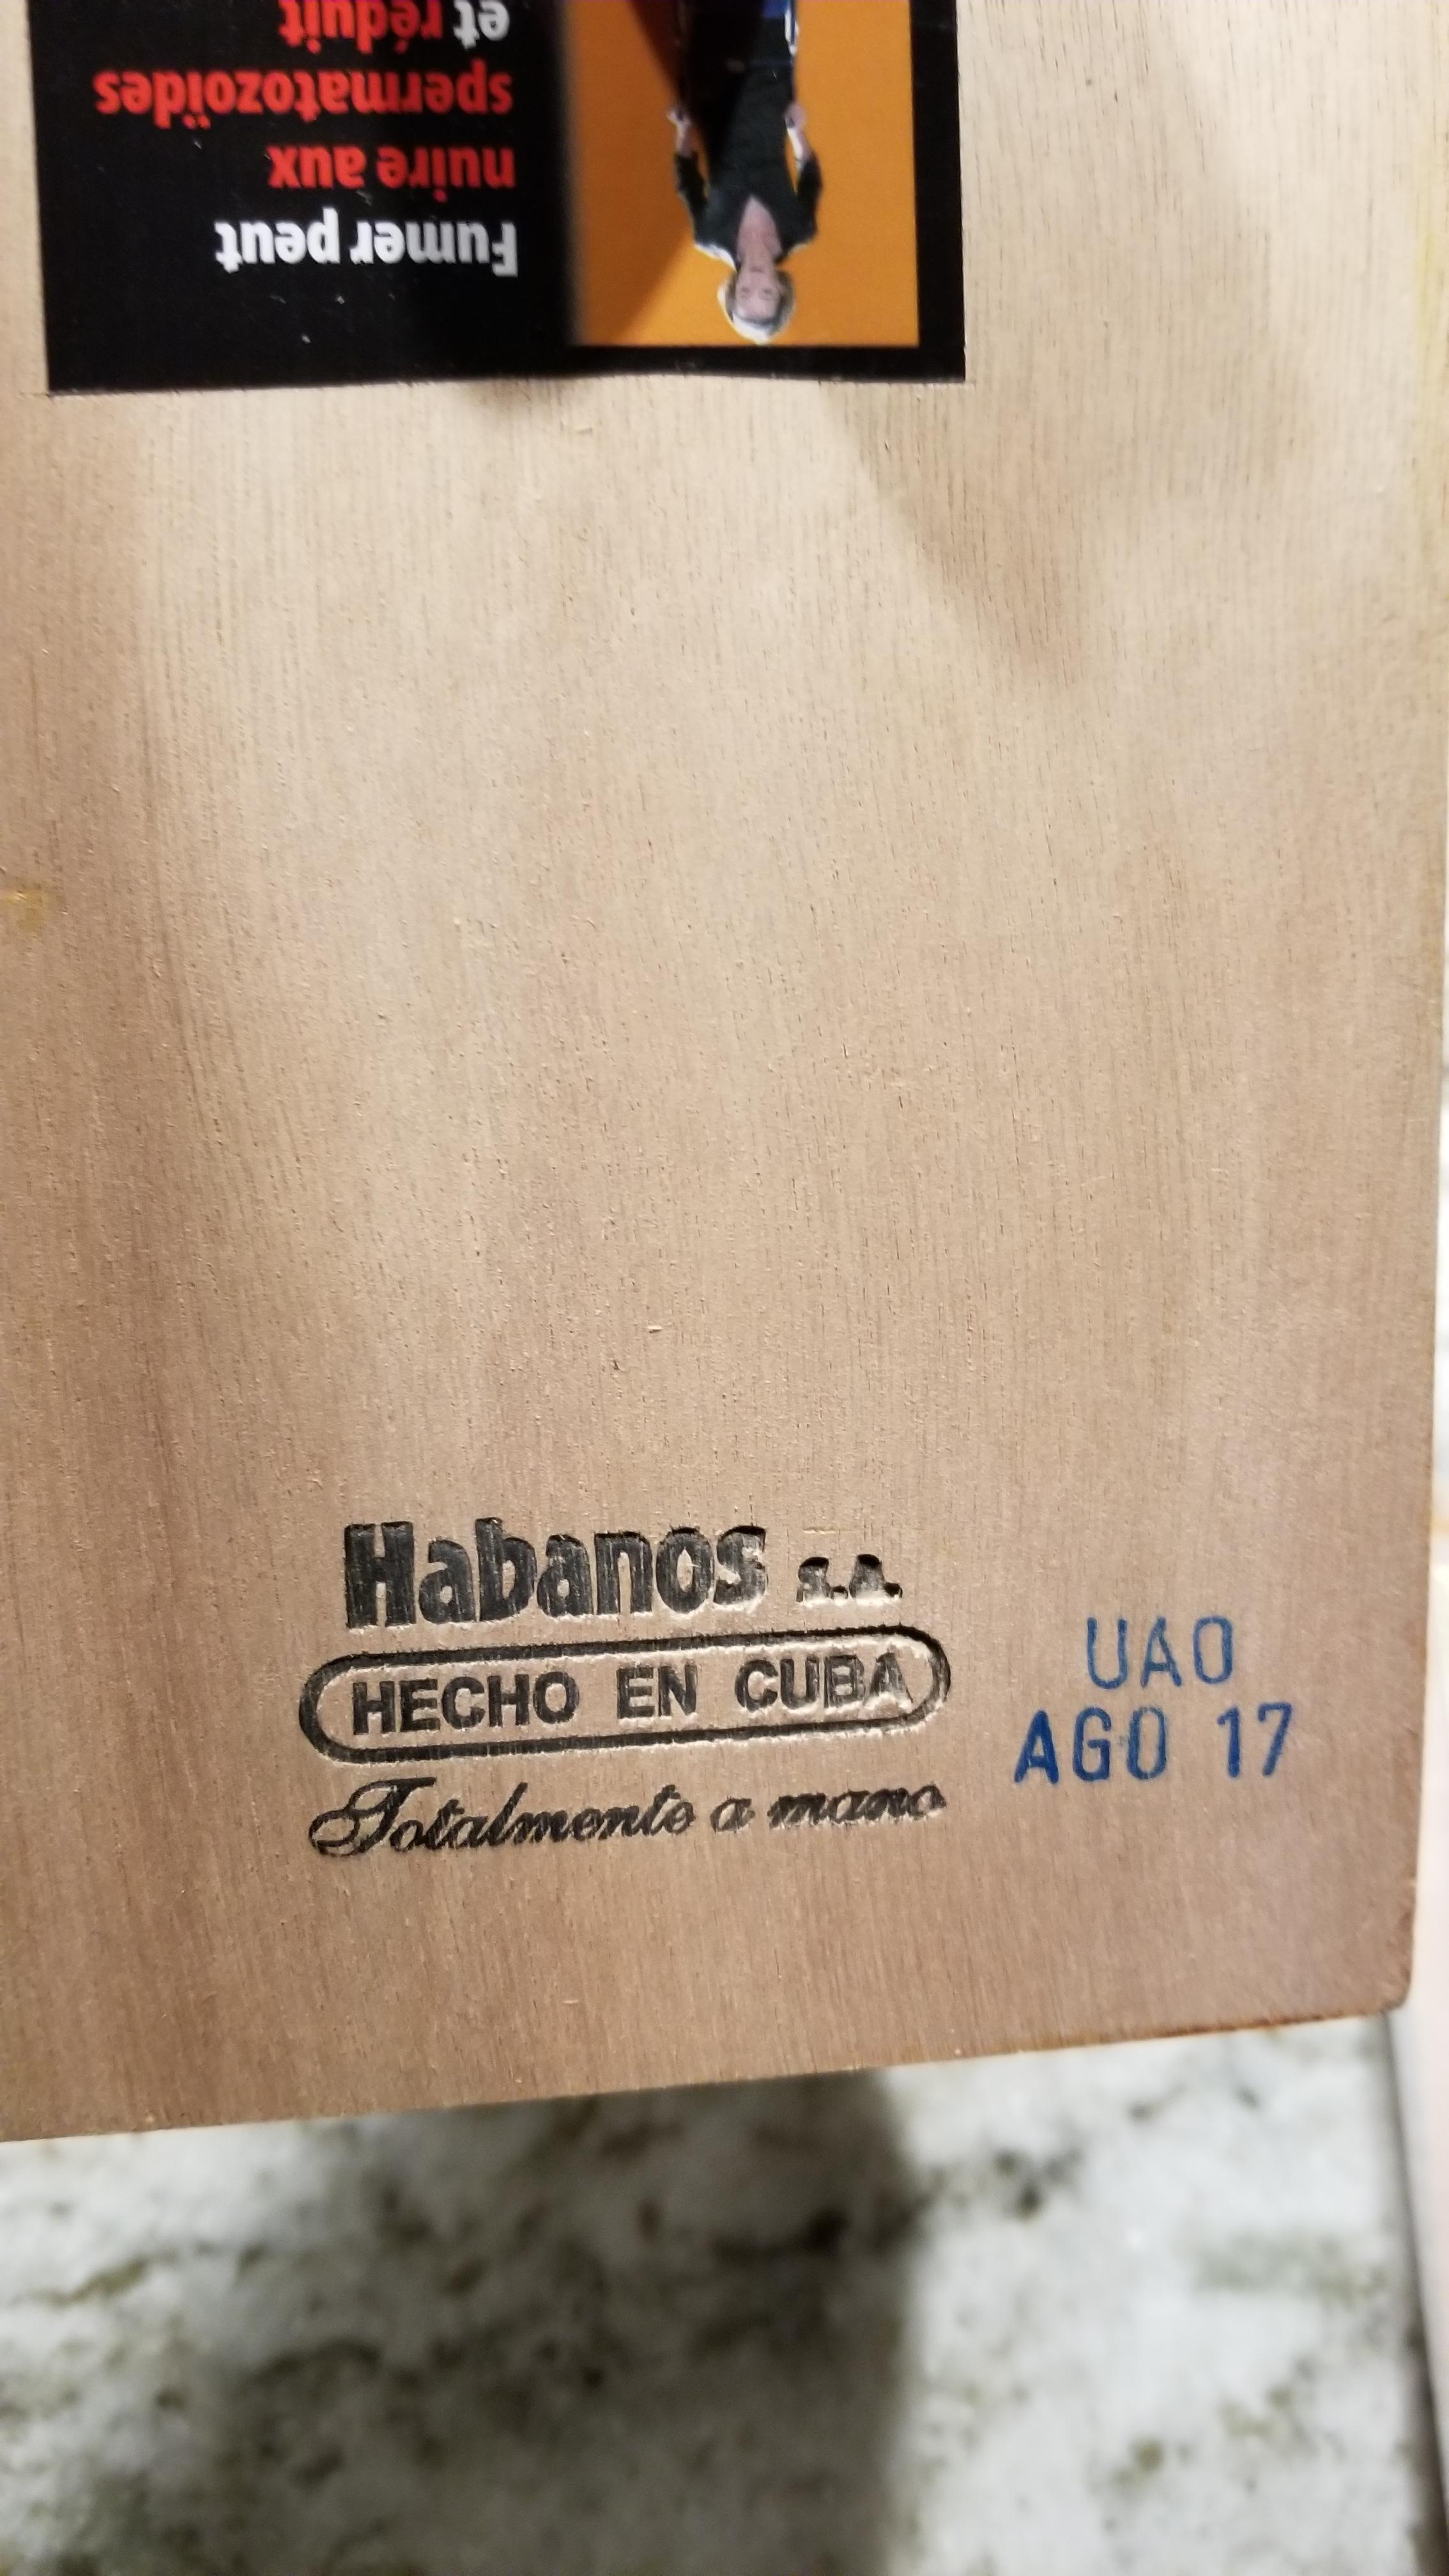 Fumer peut
nuire aux
spermatozoïdes
et réduit
Habanos s.a.
HECHO EN CUBA
Totalmente a mano
UAO
AGO 17